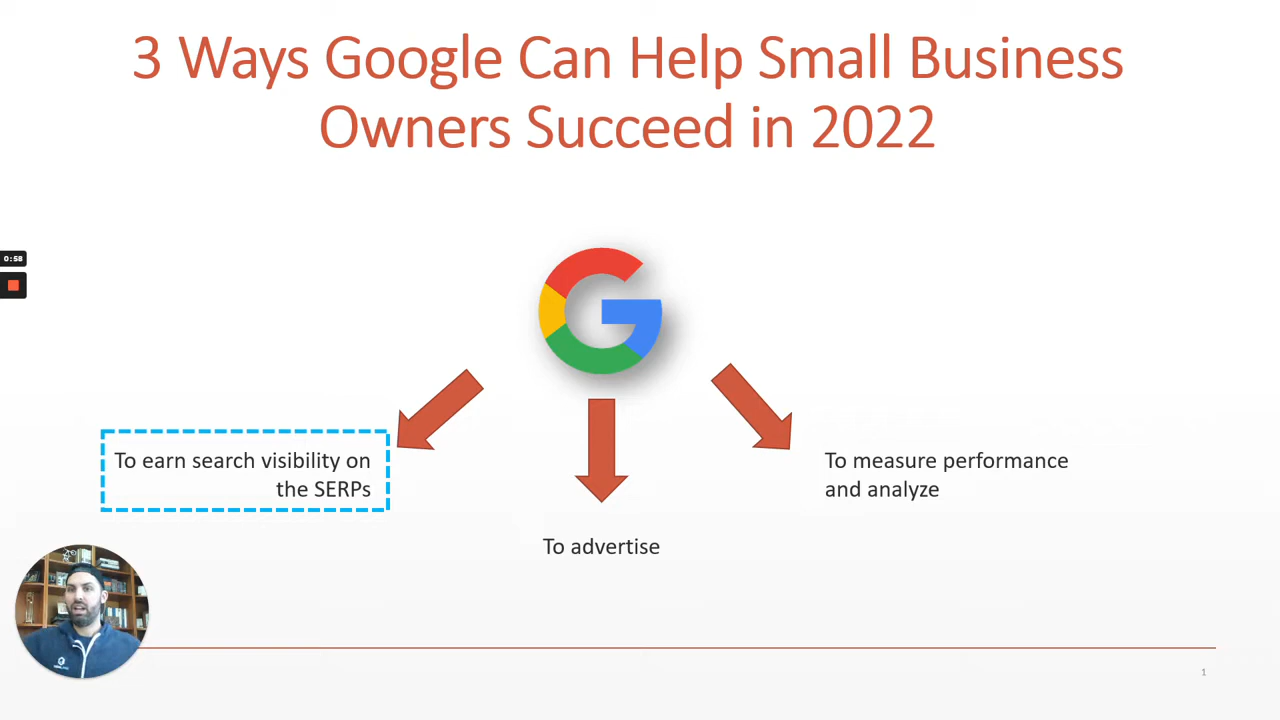 3 Ways Google Can Help Small Business
Owners Succeed in 2022
0:58
To earn search visibility on
the SERPs
To advertise
To measure performance
and analyze
1